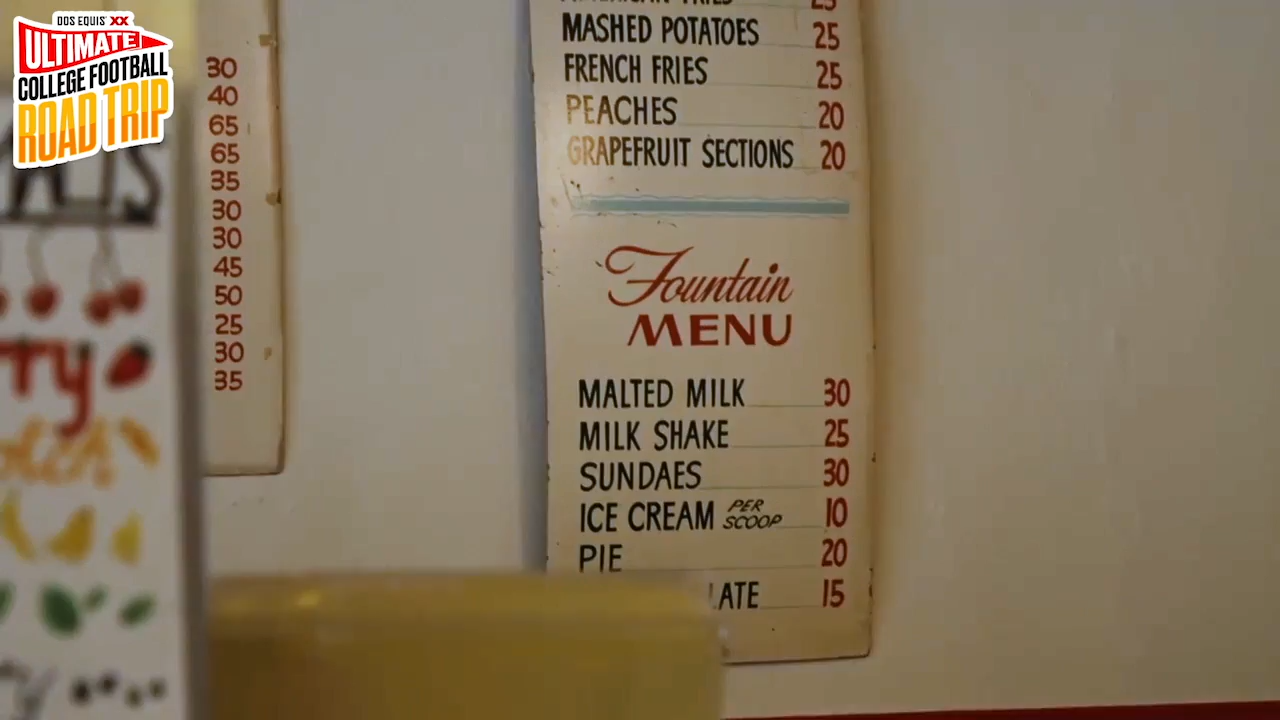 DOS EQUIS XX
ULTIMATE
COLLEGE FOOTBALL
ROAD TRIP
30
40
65
65
35
30
30
45
50
25
30
35
25
MASHED POTATOES 25
FRENCH FRIES 25
PEACHES 20
GRAPEFRUIT SECTIONS 20
Fountain
MENU
MALTED MILK 30
MILK SHAKE 25
SUNDAES 30
ICE CREAM PER SCOOP 10
PIE 20
LATE 15